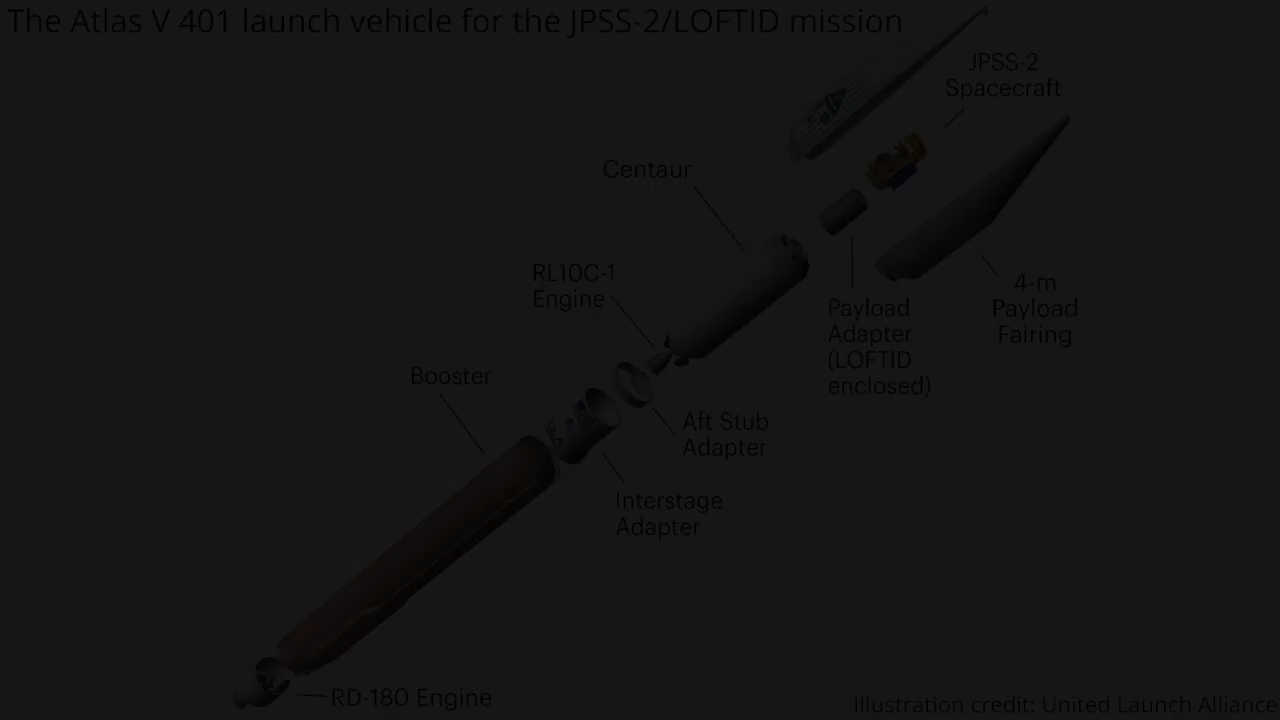 The Atlas V 401 launch vehicle for the JPSS-2/LOFTID mission
JPSS-2
Spacecraft
Centaur
RL10C-1
Engine
4-m
Payload
Fairing
Payload
Adapter
(LOFTID
enclosed)
Booster
Aft Stub
Adapter
Interstage
Adapter
RD-180 Engine
Illustration credit: United Launch Alliance